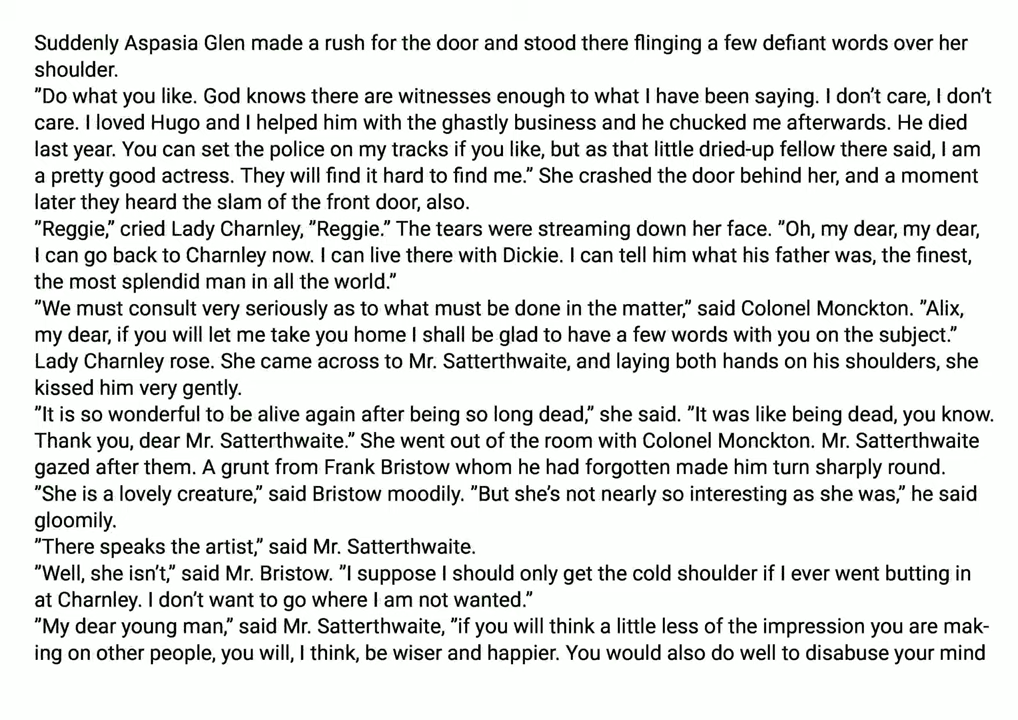 Suddenly Aspasia Glen made a rush for the door and stood there flinging a few defiant words over her
shoulder.
”Do what you like. God knows there are witnesses enough to what I have been saying. I don’t care, I don’t
care. I loved Hugo and I helped him with the ghastly business and he chucked me afterwards. He died
last year. You can set the police on my tracks if you like, but as that little dried-up fellow there said, I am
a pretty good actress. They will find it hard to find me.” She crashed the door behind her, and a moment
later they heard the slam of the front door, also.
”Reggie,” cried Lady Charnley, ”Reggie.” The tears were streaming down her face. ”Oh, my dear, my dear,
I can go back to Charnley now. I can live there with Dickie. I can tell him what his father was, the finest,
the most splendid man in all the world.”
”We must consult very seriously as to what must be done in the matter,” said Colonel Monckton. ”Alix,
my dear, if you will let me take you home I shall be glad to have a few words with you on the subject.”
Lady Charnley rose. She came across to Mr. Satterthwaite, and laying both hands on his shoulders, she
kissed him very gently.
”It is so wonderful to be alive again after being so long dead,” she said. ”It was like being dead, you know.
Thank you, dear Mr. Satterthwaite.” She went out of the room with Colonel Monckton. Mr. Satterthwaite
gazed after them. A grunt from Frank Bristow whom he had forgotten made him turn sharply round.
”She is a lovely creature,” said Bristow moodily. ”But she’s not nearly so interesting as she was,” he said
gloomily.
”There speaks the artist,” said Mr. Satterthwaite.
”Well, she isn’t,” said Mr. Bristow. ”I suppose I should only get the cold shoulder if I ever went butting in
at Charnley. I don’t want to go where I am not wanted.”
”My dear young man,” said Mr. Satterthwaite, ”if you will think a little less of the impression you are mak-
ing on other people, you will, I think, be wiser and happier. You would also do well to disabuse your mind